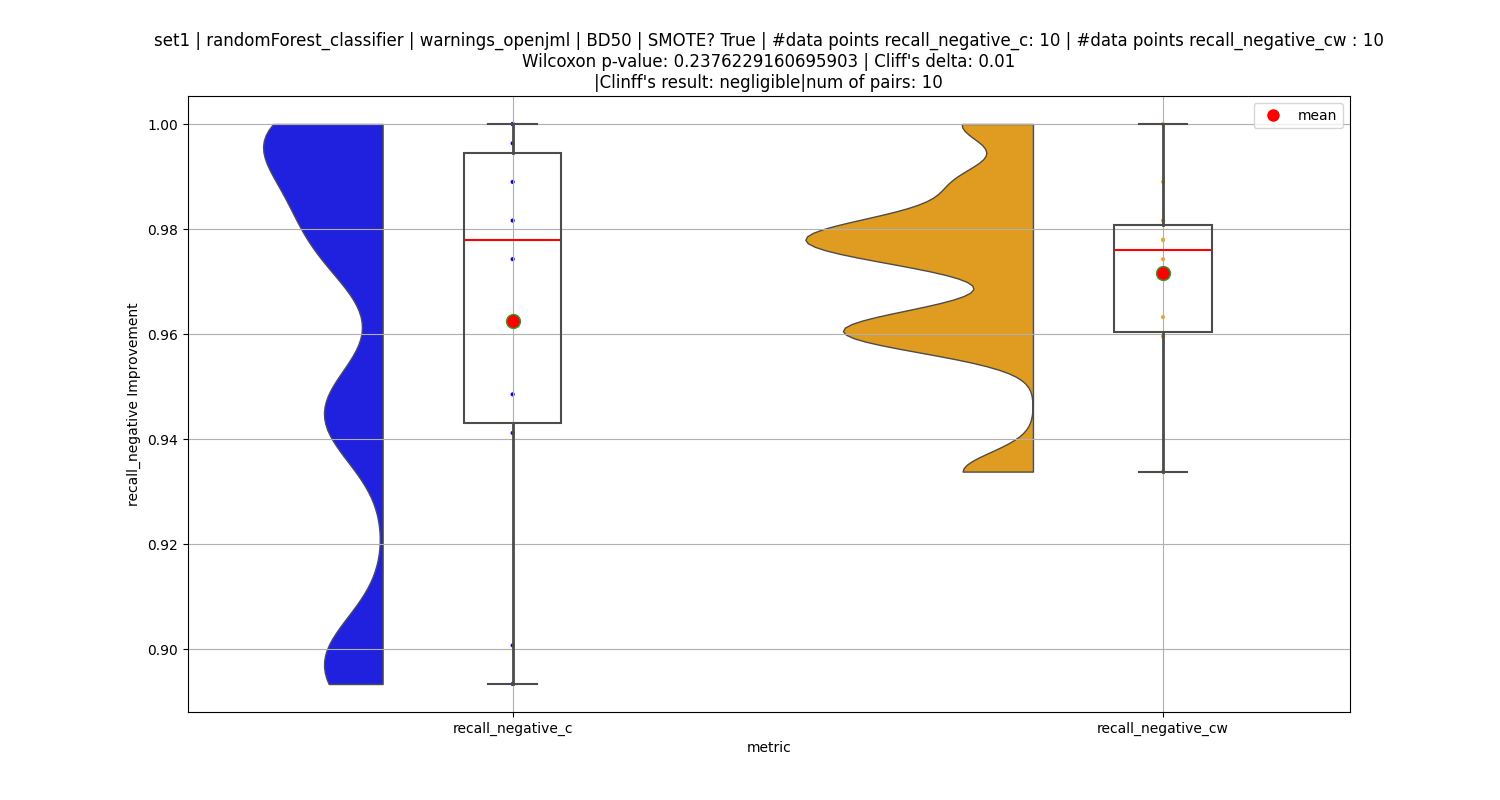 set1 | randomForest_classifier | warnings_openjml | BD50 | SMOTE? True | #data points recall_negative_c: 10 | #data points recall_negative_cw : 10
Wilcoxon p-value: 0.2376229160695903 | Cliff's delta: 0.01
|Clinff's result: negligible|num of pairs: 10
mean
1.00
0.98
0.96
0.94
0.92
0.90
recall_negative Improvement
recall_negative_c
recall_negative_cw
metric